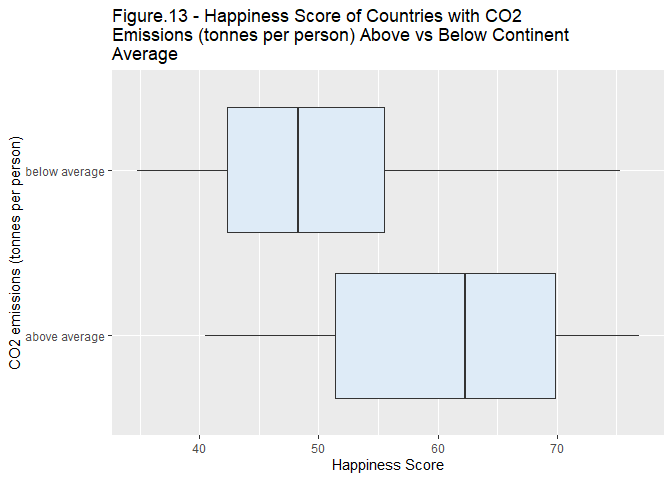 Figure.13 - Happiness Score of Countries with CO2
Emissions (tonnes per person) Above vs Below Continent
Average
CO2 emissions (tonnes per person)
below average
above average
40 50 60 70
Happiness Score